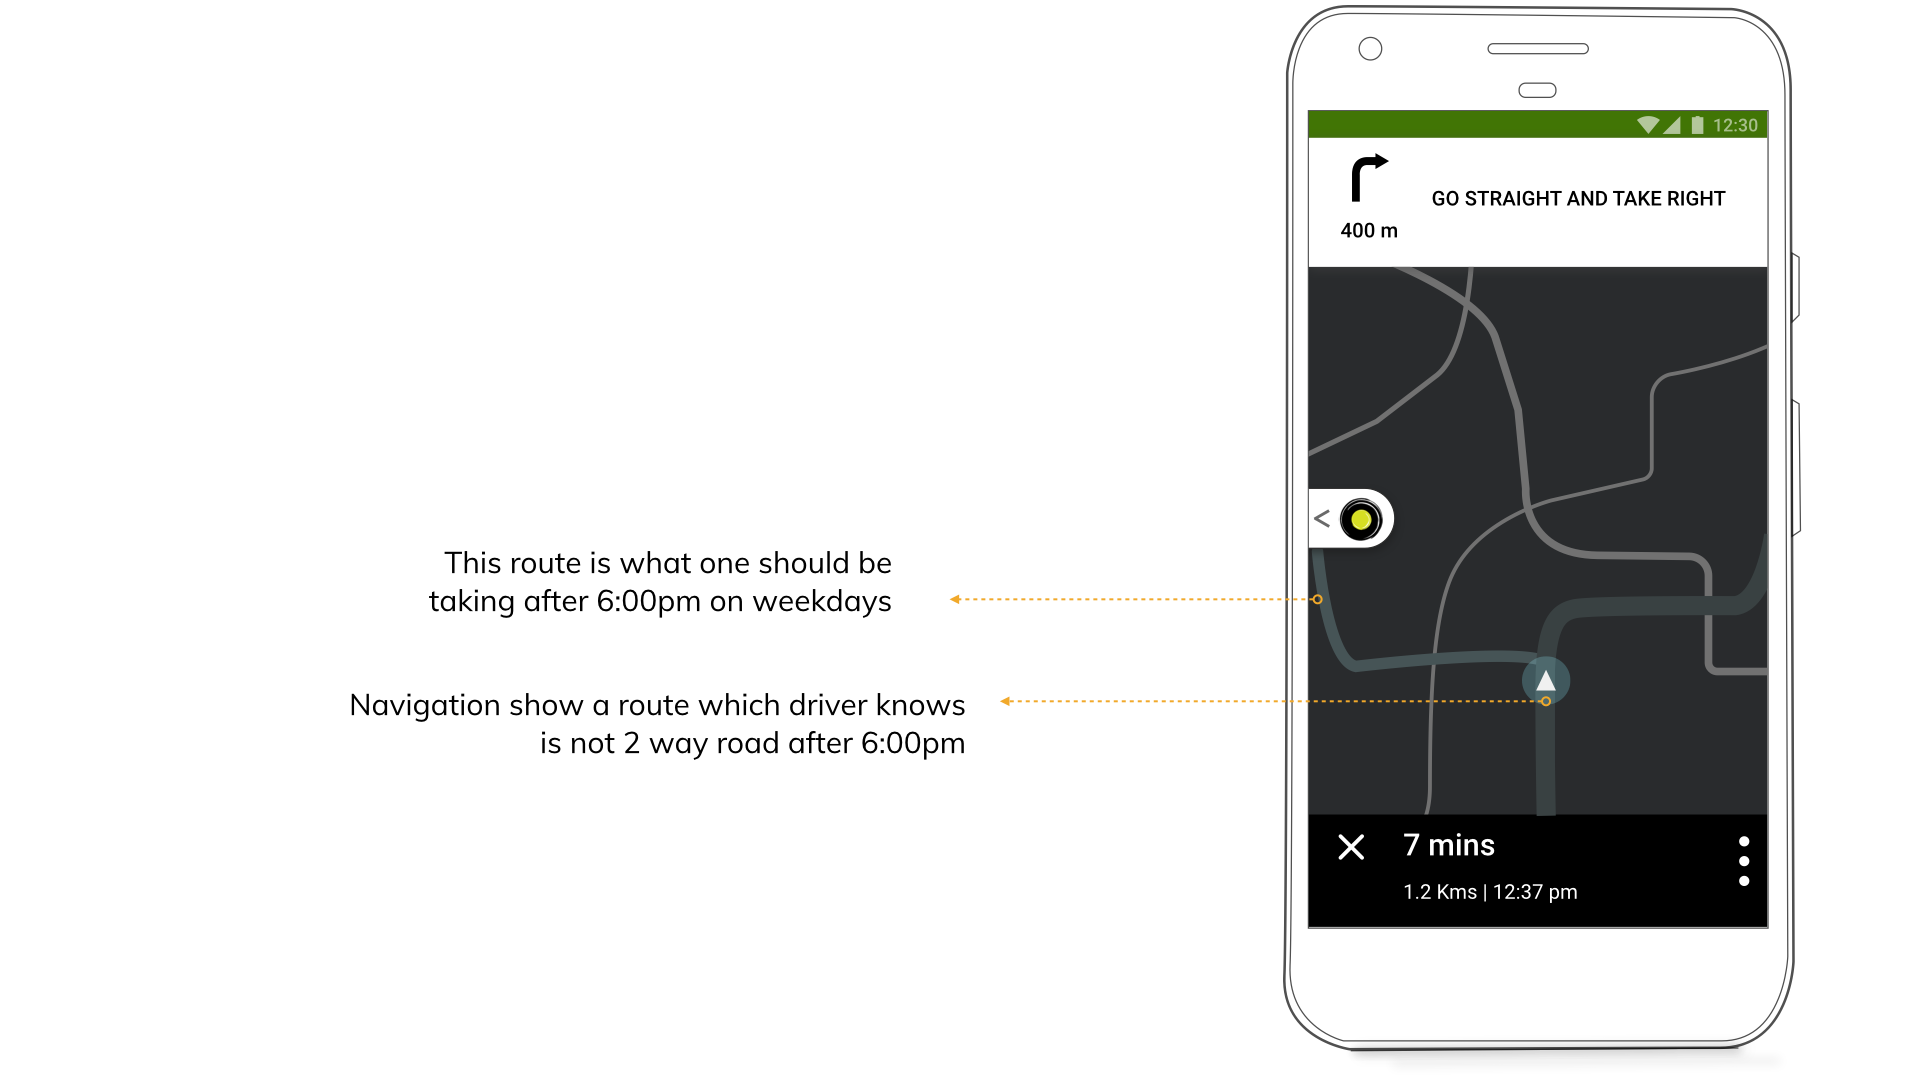 12:30
GO STRAIGHT AND TAKE RIGHT
400 m
This route is what one should be
taking after 6:00pm on weekdays
Navigation show a route which driver knows
is not 2 way road after 6:00pm
7 mins
1.2 Kms | 12:37 pm